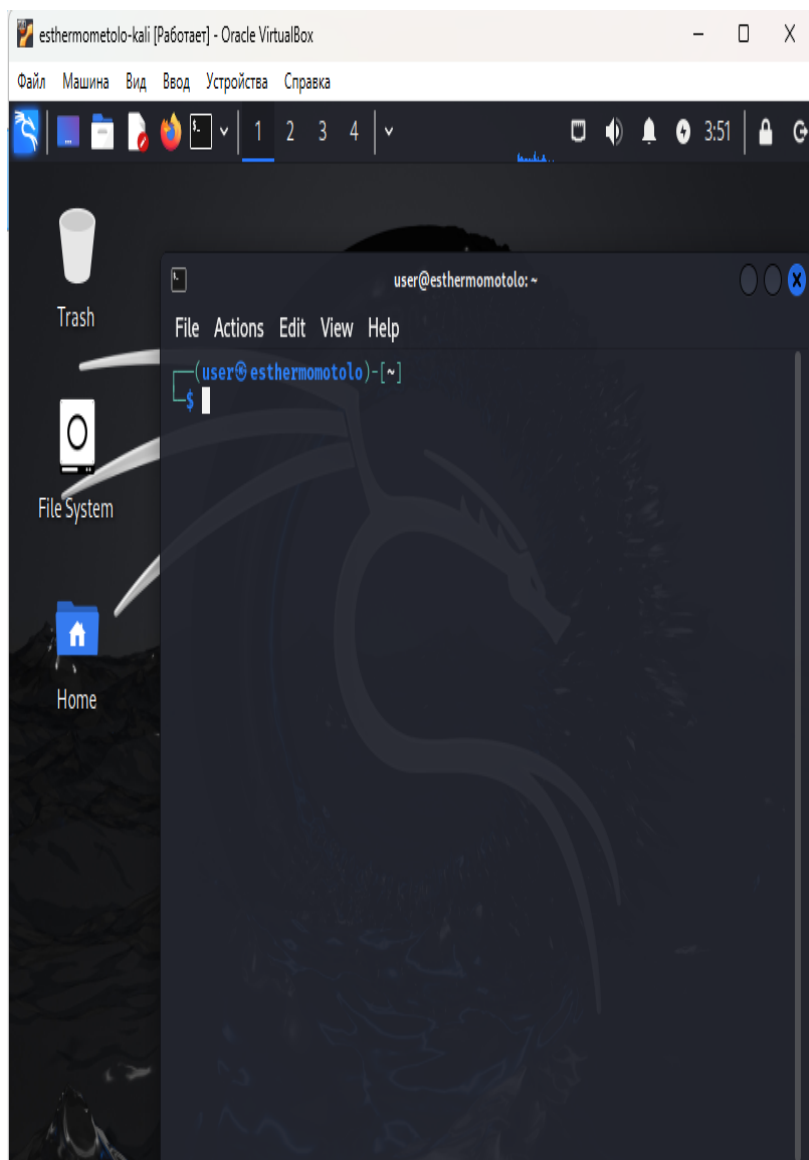 esthermometolo-kali [Работает] - Oracle VirtualBox
Файл Машина Вид Ввод Устройства Справка
1 2 3 4 3:51
Trash
user@esthermomotolo: ~
File Actions Edit View Help
(user㉿esthermomotolo)-[~]
$
File System
Home